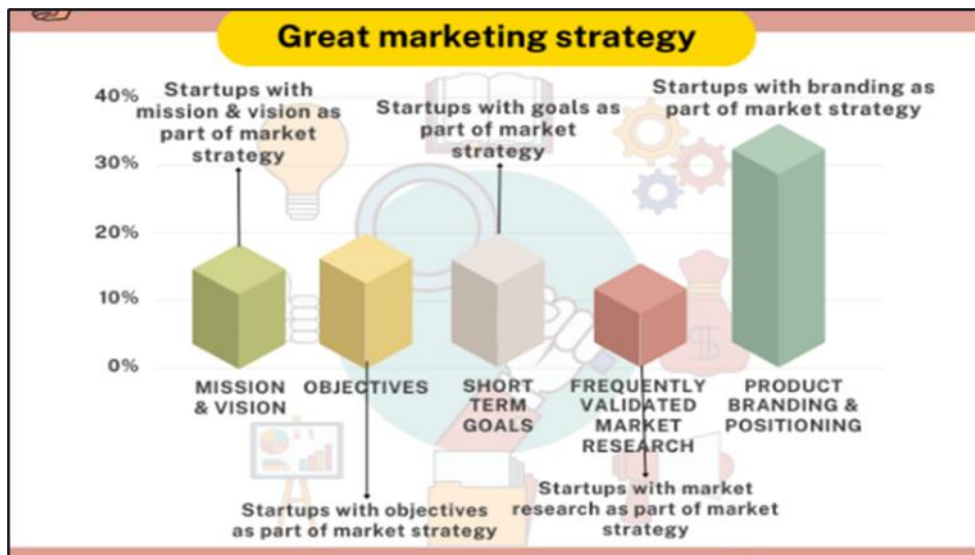 Great marketing strategy
Startups with
mission & vision as
part of market
strategy
Startups with goals as
part of market
strategy
Startups with branding as
part of market strategy
40%
30%
20%
10%
0%
MISSION
& VISION
OBJECTIVES
SHORT
TERM
GOALS
FREQUENTLY
VALIDATED
MARKET
RESEARCH
PRODUCT
BRANDING &
POSITIONING
Startups with objectives
as part of market strategy
Startups with market
research as part of market
strategy
$